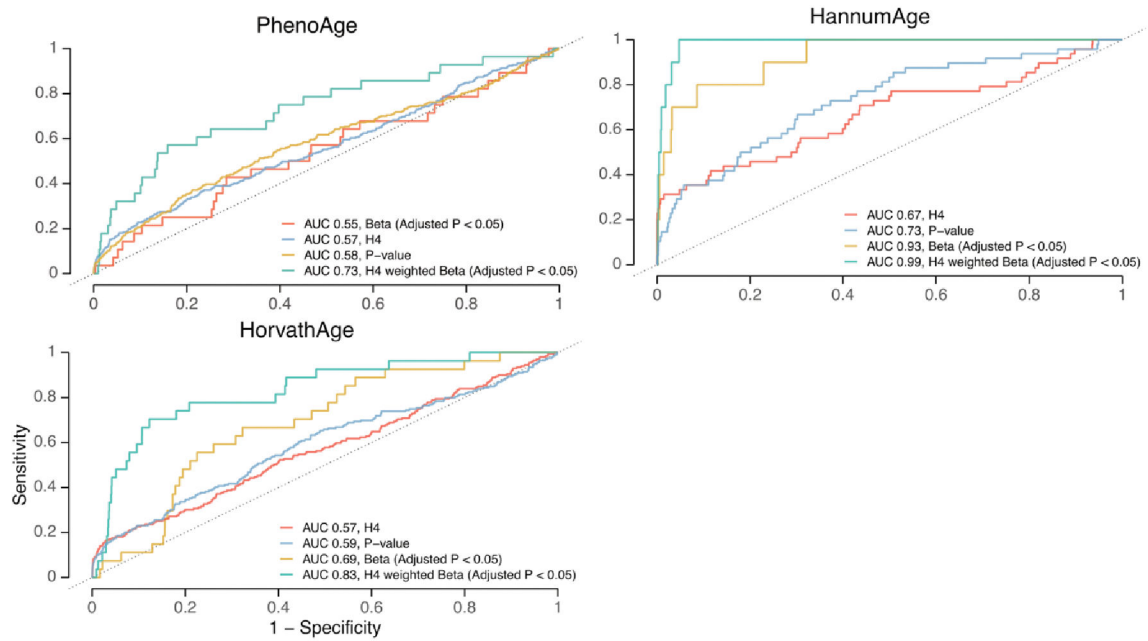 PhenoAge
1
0.8
0.6
0.4
0.2
0
AUC 0.55, Beta (Adjusted P < 0.05)
AUC 0.57, H4
AUC 0.58, P−value
AUC 0.73, H4 weighted Beta (Adjusted P < 0.05)
0 0.2 0.4 0.6 0.8 1
HannumAge
1
0.8
0.6
0.4
0.2
0
AUC 0.67, H4
AUC 0.73, P−value
AUC 0.93, Beta (Adjusted P < 0.05)
AUC 0.99, H4 weighted Beta (Adjusted P < 0.05)
0 0.2 0.4 0.6 0.8 1
HorvathAge
Sensitivity
1
0.8
0.6
0.4
0.2
0
AUC 0.57, H4
AUC 0.59, P−value
AUC 0.69, Beta (Adjusted P < 0.05)
AUC 0.83, H4 weighted Beta (Adjusted P < 0.05)
0 0.2 0.4 0.6 0.8 1
1 − Specificity